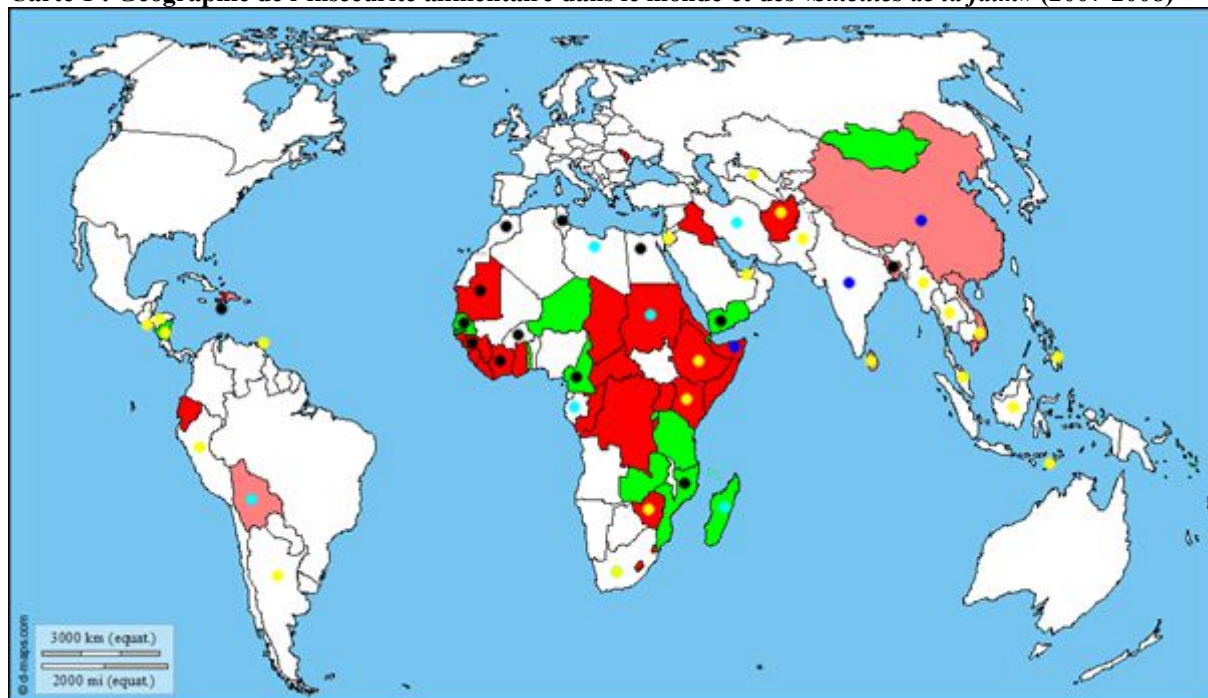 Carte 1 : Géographie de l'insécurité alimentaire dans le monde et des «émeutes de la faim» (2007-2008)
3000 km (equat.)
2000 mi (equat.)
© d-maps.com